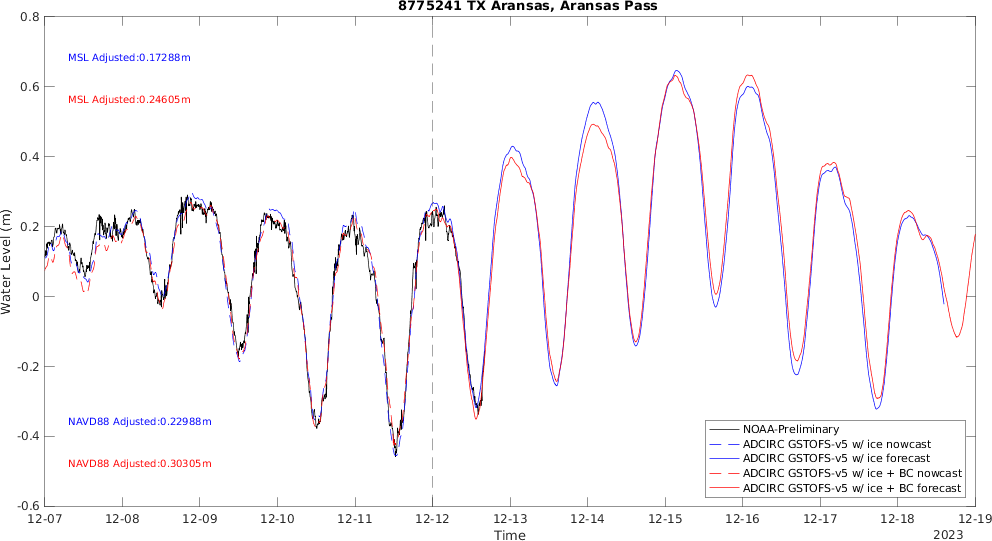 8775241 TX Aransas, Aransas Pass
0.8
0.6
0.4
0.2
0
-0.2
-0.4
-0.6
Water Level (m)
MSL Adjusted:0.17288m
MSL Adjusted:0.24605m
NAVD88 Adjusted:0.22988m
NAVD88 Adjusted:0.30305m
NOAA-Preliminary
ADCIRC GSTOFS-v5 w/ ice nowcast
ADCIRC GSTOFS-v5 w/ ice forecast
ADCIRC GSTOFS-v5 w/ ice + BC nowcast
ADCIRC GSTOFS-v5 w/ ice + BC forecast
12-07 12-08 12-09 12-10 12-11 12-12 12-13 12-14 12-15 12-16 12-17 12-18 12-19
Time
2023